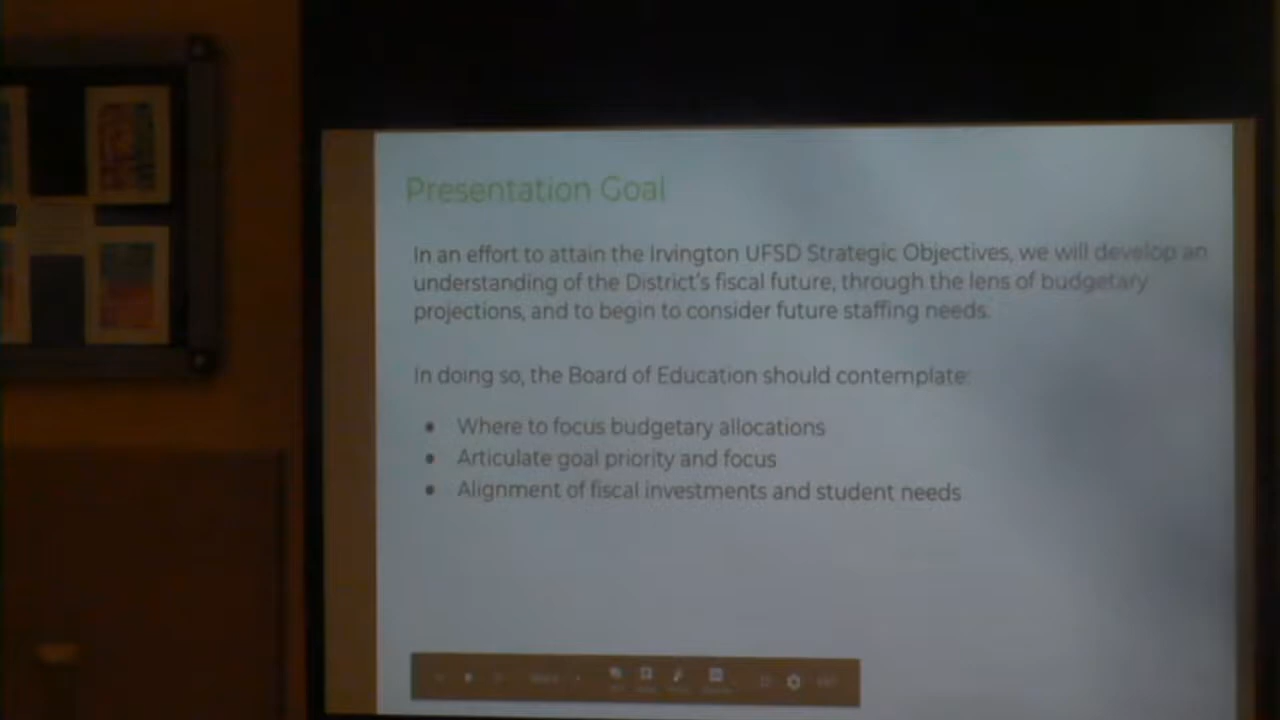 Presentation Goal
In an effort to attain the Irvington UFSD Strategic Objectives, we will develop an
understanding of the District's fiscal future, through the lens of budgetary
projections, and to begin to consider future staffing needs.
In doing so, the Board of Education should contemplate:
• Where to focus budgetary allocations
• Articulate goal priority and focus
• Alignment of fiscal investments and student needs